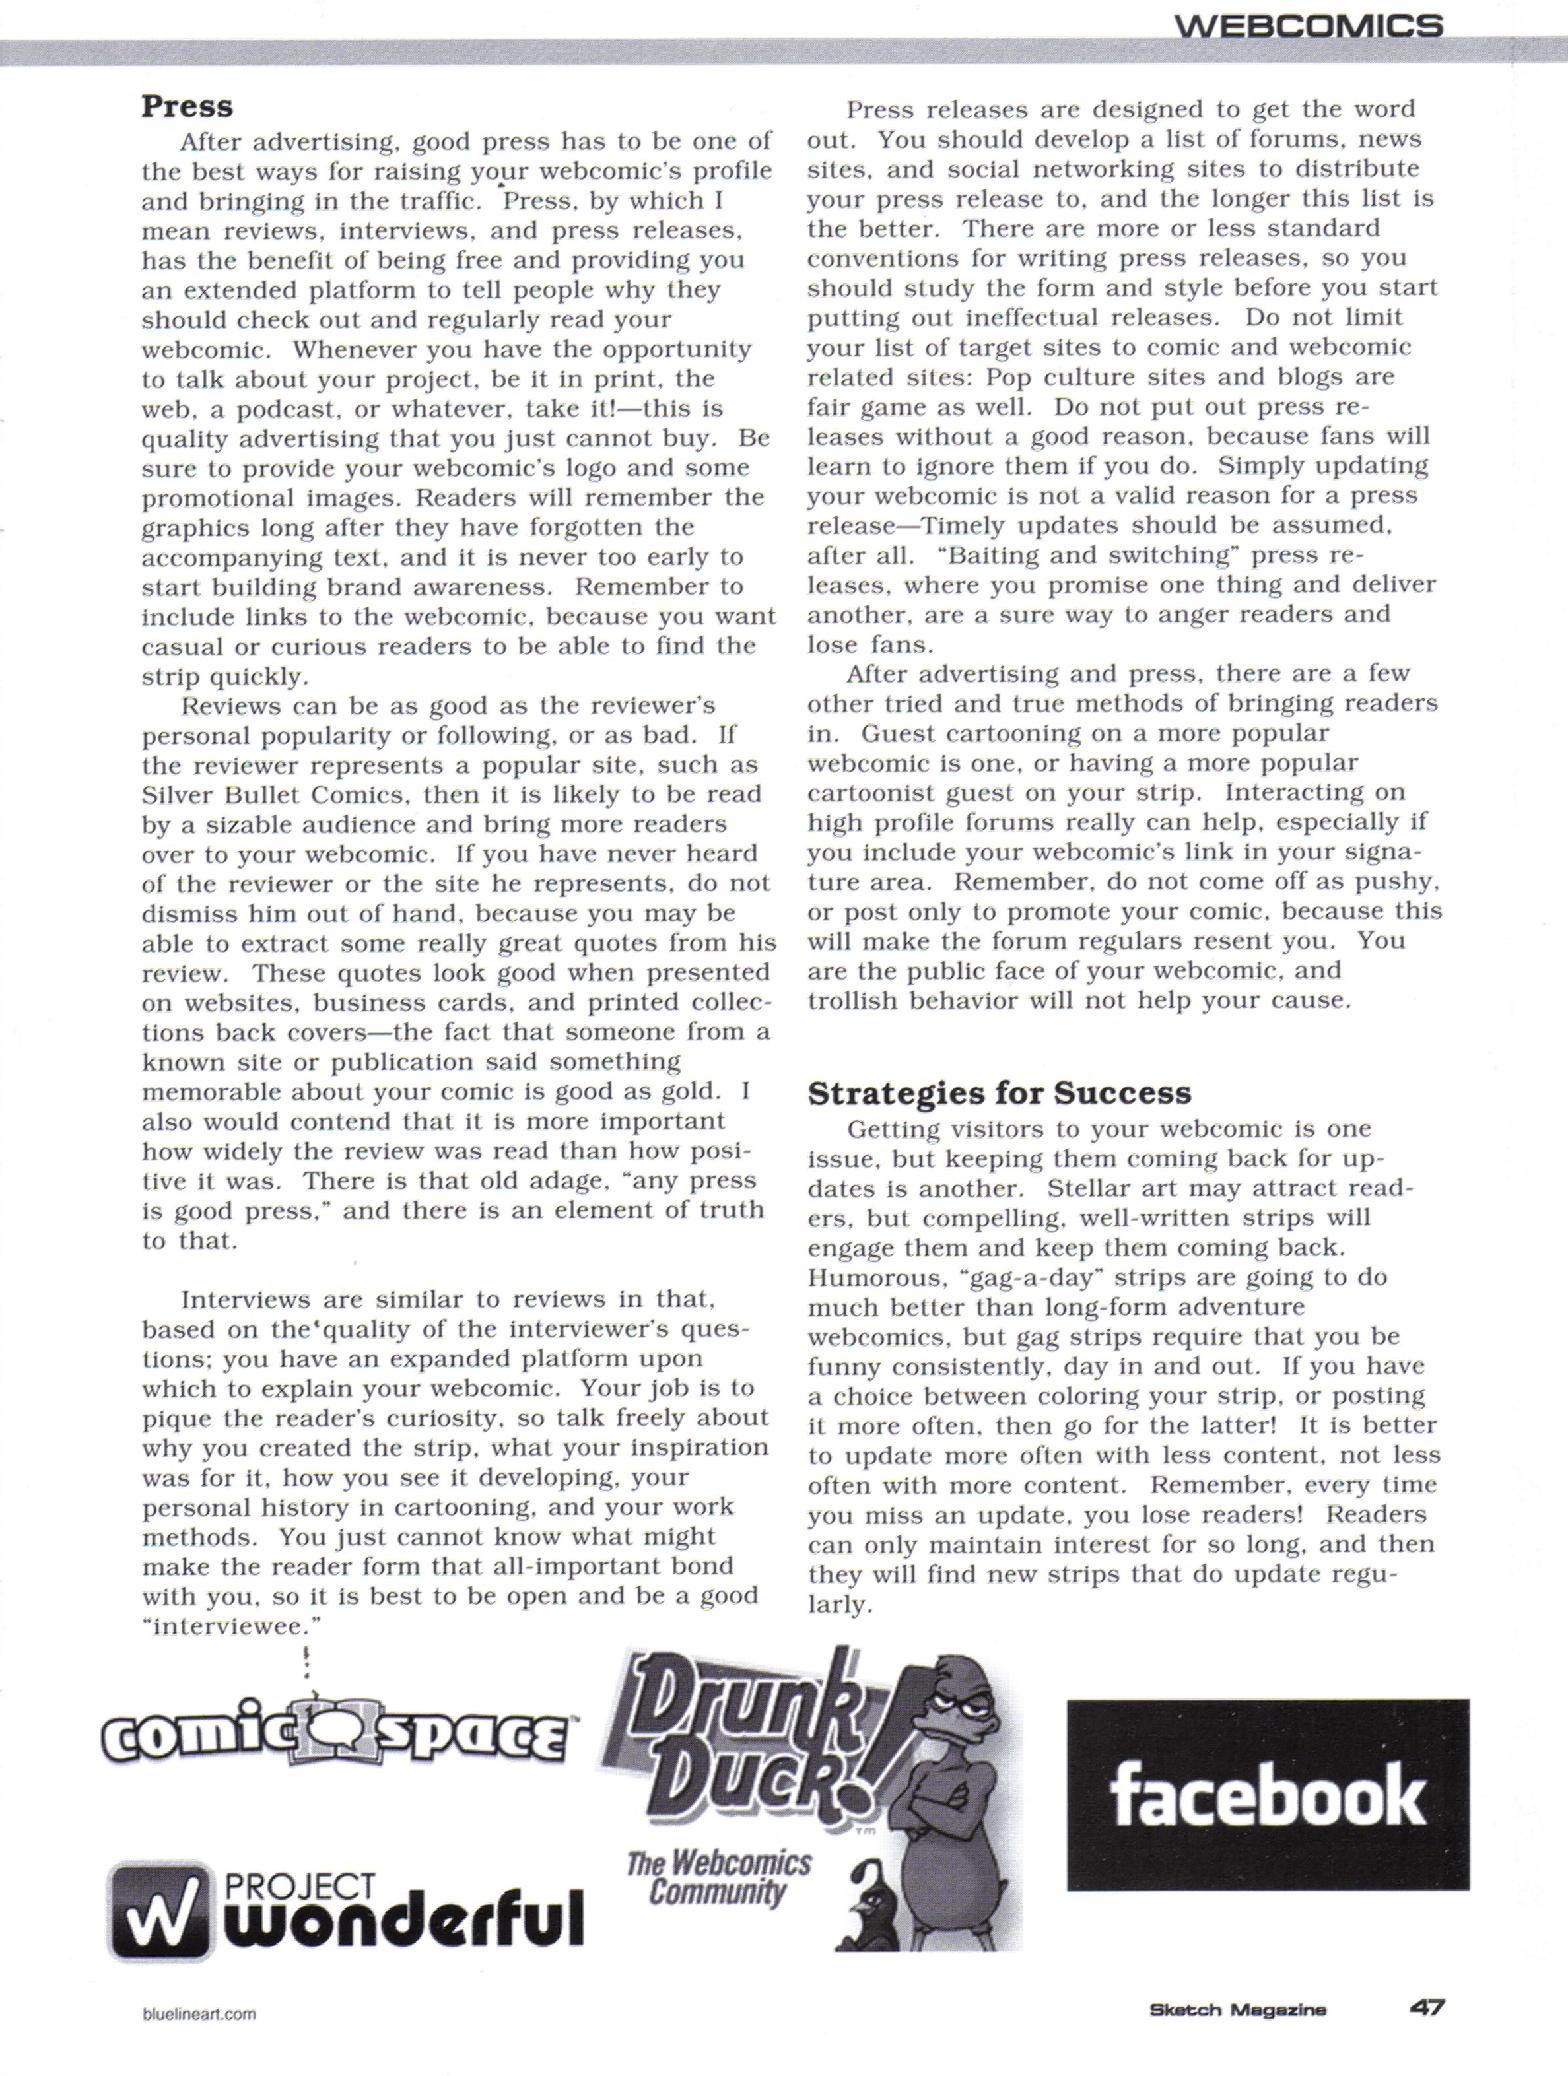 WEBCOMICS
Press
After advertising, good press has to be one of
the best ways for raising your webcomic's profile
and bringing in the traffic. Press, by which I
mean reviews, interviews, and press releases,
has the benefit of being free and providing you
an extended platform to tell people why they
should check out and regularly read your
webcomic. Whenever you have the opportunity
to talk about your project, be it in print, the
web, a podcast, or whatever, take it!—this is
quality advertising that you just cannot buy. Be
sure to provide your webcomic's logo and some
promotional images. Readers will remember the
graphics long after they have forgotten the
accompanying text, and it is never too early to
start building brand awareness. Remember to
include links to the webcomic, because you want
casual or curious readers to be able to find the
strip quickly.
Reviews can be as good as the reviewer's
personal popularity or following, or as bad. If
the reviewer represents a popular site, such as
Silver Bullet Comics, then it is likely to be read
by a sizable audience and bring more readers
over to your webcomic. If you have never heard
of the reviewer or the site he represents, do not
dismiss him out of hand, because you may be
able to extract some really great quotes from his
review. These quotes look good when presented
on websites, business cards, and printed collec-
tions back covers—the fact that someone from a
known site or publication said something
memorable about your comic is good as gold. I
also would contend that it is more important
how widely the review was read than how posi-
tive it was. There is that old adage, "any press
is good press," and there is an element of truth
to that.
Interviews are similar to reviews in that,
based on the quality of the interviewer's ques-
tions; you have an expanded platform upon
which to explain your webcomic. Your job is to
pique the reader's curiosity, so talk freely about
why you created the strip, what your inspiration
was for it, how you see it developing, your
personal history in cartooning, and your work
methods. You just cannot know what might
make the reader form that all-important bond
with you, so it is best to be open and be a good
"interviewee."
Press releases are designed to get the word
out. You should develop a list of forums, news
sites, and social networking sites to distribute
your press release to, and the longer this list is
the better. There are more or less standard
conventions for writing press releases, so you
should study the form and style before you start
putting out ineffectual releases. Do not limit
your list of target sites to comic and webcomic
related sites: Pop culture sites and blogs are
fair game as well. Do not put out press re-
leases without a good reason, because fans will
learn to ignore them if you do. Simply updating
your webcomic is not a valid reason for a press
release—Timely updates should be assumed,
after all. "Baiting and switching" press re-
leases, where you promise one thing and deliver
another, are a sure way to anger readers and
lose fans.
After advertising and press, there are a few
other tried and true methods of bringing readers
in. Guest cartooning on a more popular
webcomic is one, or having a more popular
cartoonist guest on your strip. Interacting on
high profile forums really can help, especially if
you include your webcomic's link in your signa-
ture area. Remember, do not come off as pushy,
or post only to promote your comic, because this
will make the forum regulars resent you. You
are the public face of your webcomic, and
trollish behavior will not help your cause.
Strategies for Success
Getting visitors to your webcomic is one
issue, but keeping them coming back for up-
dates is another. Stellar art may attract read-
ers, but compelling, well-written strips will
engage them and keep them coming back.
Humorous, "gag-a-day" strips are going to do
much better than long-form adventure
webcomics, but gag strips require that you be
funny consistently, day in and out. If you have
a choice between coloring your strip, or posting
it more often, then go for the latter! It is better
to update more often with less content, not less
often with more content. Remember, every time
you miss an update, you lose readers! Readers
can only maintain interest for so long, and then
they will find new strips that do update regu-
larly.
comic space™
Drunk
Duck!
™
The Webcomics
Community
facebook
W PROJECT
wonderful
bluelineart.com
Sketch Magazine 47